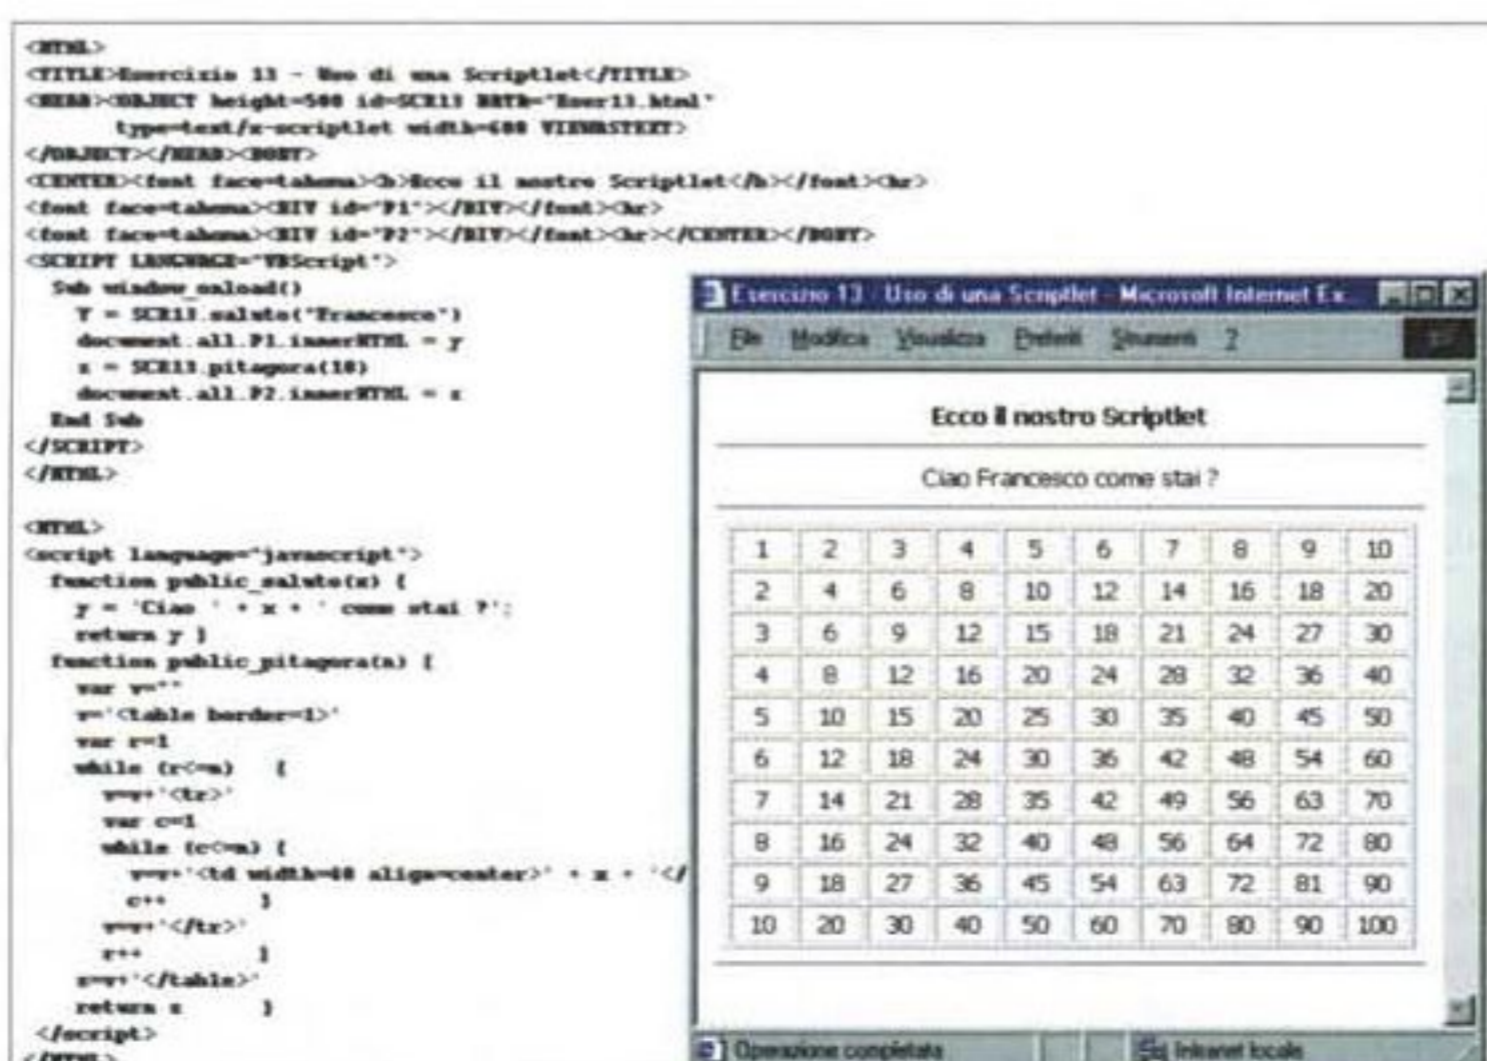 <HTML>
<TITLE>Esercizio 13 - Uso di una Scriptlet</TITLE>
<HEAD><OBJECT height=500 id=SCR13 DATA="Eser13.html"
type=text/x-scriptlet width=600 VIEWASTEXT>
</OBJECT></HEAD><BODY>
<CENTER><font face=tahoma><b>Ecco il nostro Scriptlet</b></font><hr>
<font face=tahoma><DIV id="P1"></DIV></font><hr>
<font face=tahoma><DIV id="P2"></DIV></font><hr></CENTER></BODY>
<SCRIPT LANGUAGE="VBScript">
Sub window_onload()
Y = SCR13.saluto("Francesco")
document.all.P1.innerHTML = y
z = SCR13.pitagora(10)
document.all.P2.innerHTML = z
End Sub
</SCRIPT>
</HTML>
<HTML>
<script language="javascript">
function public_saluto(x) {
y = 'Ciao ' + x + ' come stai ?';
return y }
function public_pitagora(n) {
var v=""
v='<table border=1>'
var r=1
while (r<=n) {
v=v+'<tr>'
var c=1
while (c<=n) {
v=v+'<td width=40 align=center>' + + '</
c++ }
v=v+'</tr>'
r++ }
z=v+'</table>'
return z }
</script>
</HTML>
Esercizio 13 - Uso di una Scriptlet - Microsoft Internet Ex...
File Modifica Visualizza Preferiti Strumenti ?
Ecco il nostro Scriptlet
Ciao Francesco come stai ?
1 2 3 4 5 6 7 8 9 10
2 4 6 8 10 12 14 16 18 20
3 6 9 12 15 18 21 24 27 30
4 8 12 16 20 24 28 32 36 40
5 10 15 20 25 30 35 40 45 50
6 12 18 24 30 36 42 48 54 60
7 14 21 28 35 42 49 56 63 70
8 16 24 32 40 48 56 64 72 80
9 18 27 36 45 54 63 72 81 90
10 20 30 40 50 60 70 80 90 100
Operazione completata Intranet locale